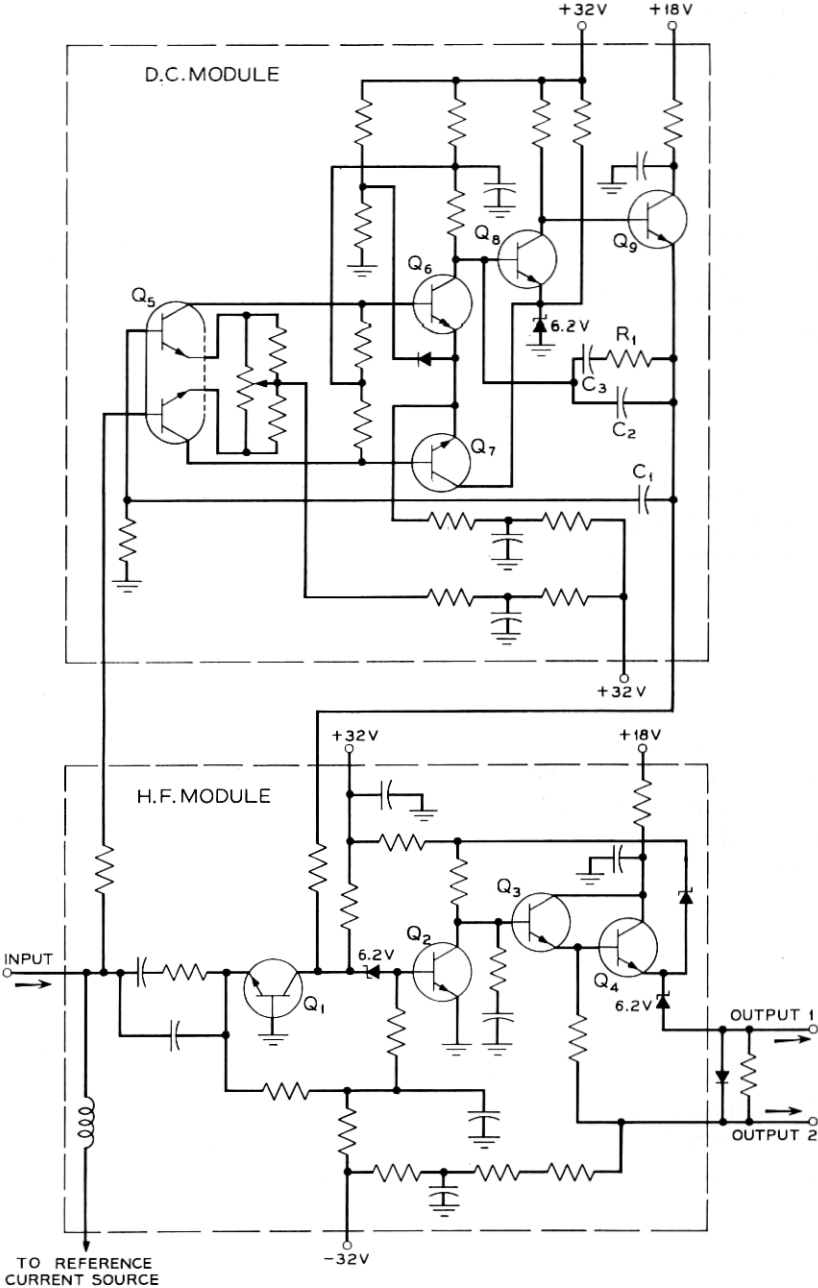 +32V
+18V
D.C. MODULE
Q5
Q6
Q8
Q9
6.2V
R1
C3
C2
Q7
C1
+32V
+32V
+18V
H.F. MODULE
INPUT
Q1
6.2V
Q2
Q3
Q4
6.2V
OUTPUT 1
OUTPUT 2
-32V
TO REFERENCE
CURRENT SOURCE